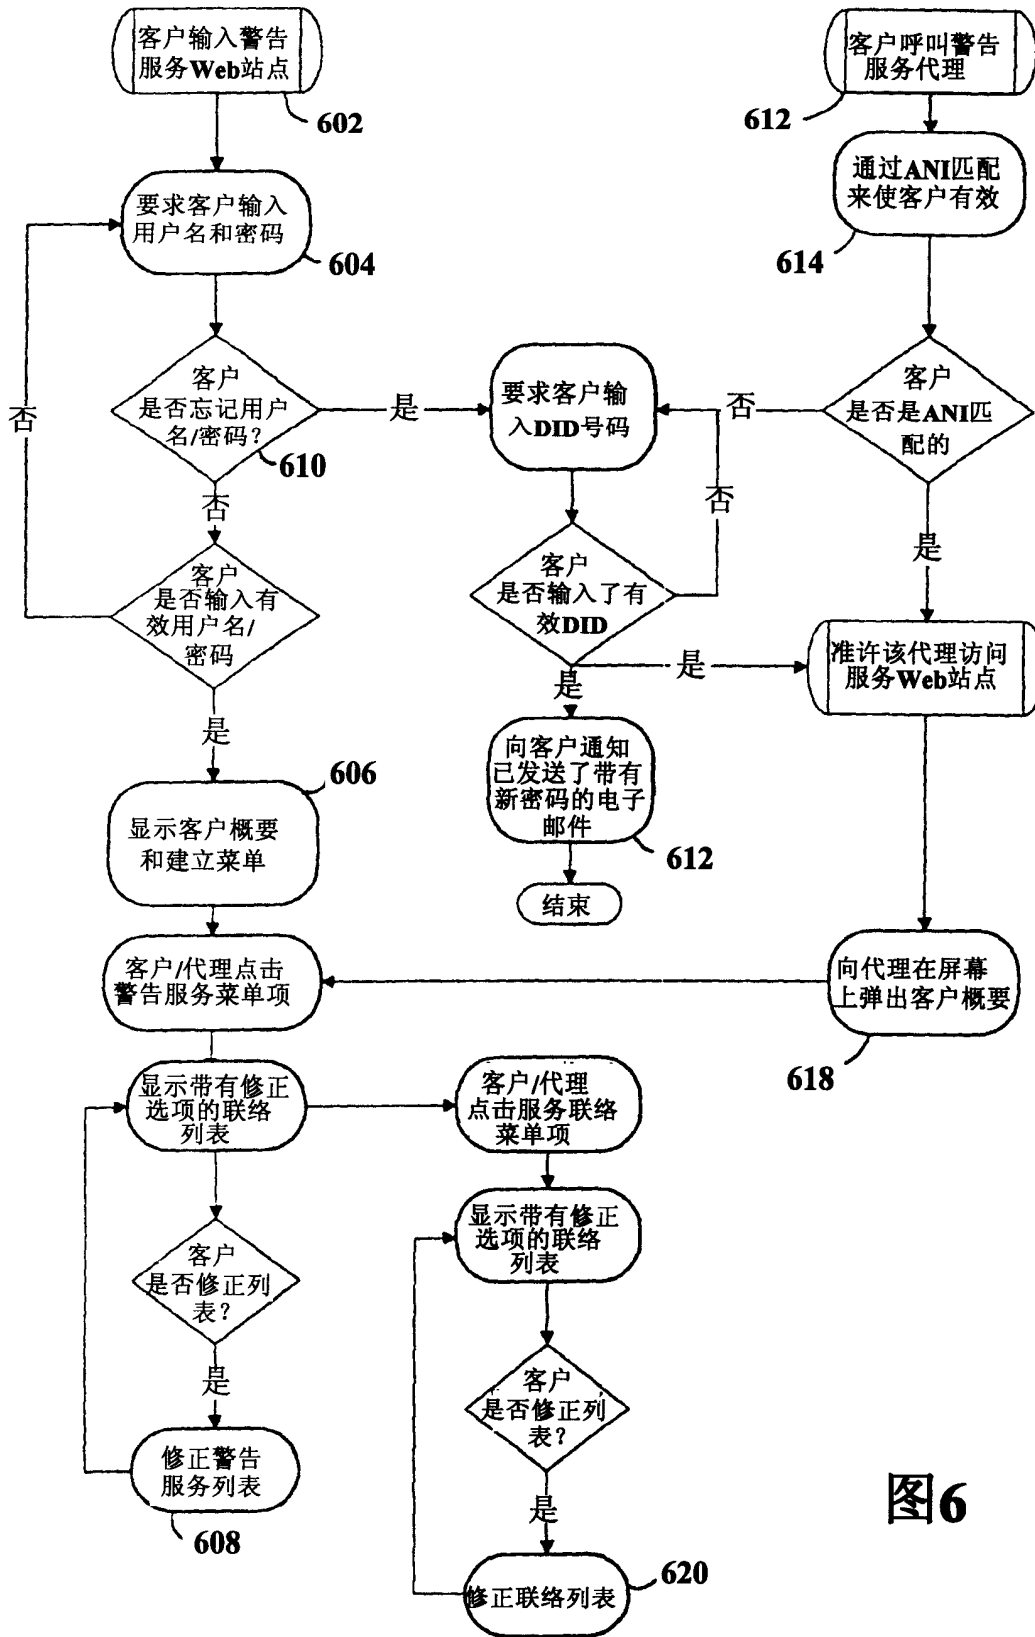 客户输入警告
服务Web站点
602
要求客户输入
用户名和密码
604
客户
是否忘记用户
名/密码？
610
是
否
否
客户
是否输入有
效用户名/
密码
是
606
显示客户概要
和建立菜单
客户/代理点击
警告服务菜单项
显示带有修正
选项的联络
列表
客户
是否修正列
表？
是
修正警告
服务列表
608
要求客户输
入DID号码
否
客户
是否输入了有
效DID
是
是
向客户通知
已发送了带有
新密码的电子
邮件
612
结束
客户/代理
点击服务联络
菜单项
显示带有修正
选项的联络
列表
客户
是否修正列
表？
是
修正联络列表
620
客户呼叫警告
服务代理
612
通过ANI匹配
来使客户有效
614
客户
是否是ANI匹
配的
否
是
准许该代理访问
服务Web站点
向代理在屏幕
上弹出客户概要
618
图6